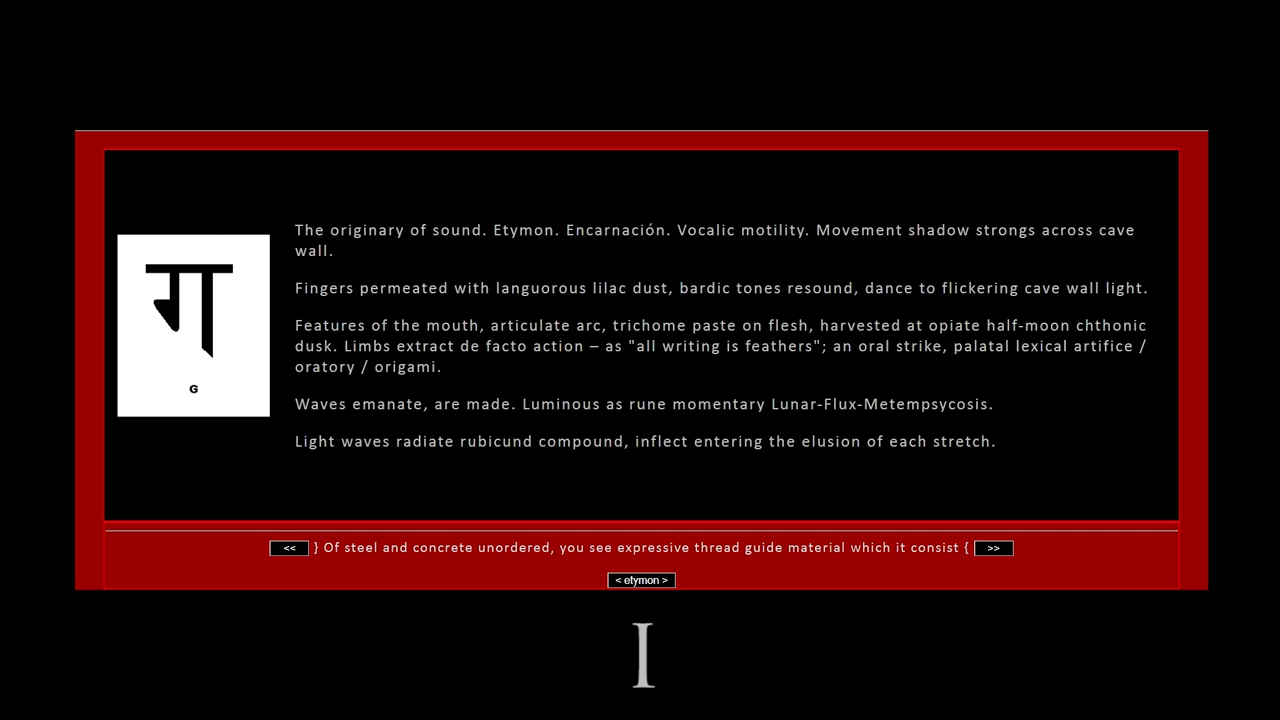 The originary of sound. Etymon. Encarnación. Vocalic motility. Movement shadow strongs across cave
wall.
Fingers permeated with languorous lilac dust, bardic tones resound, dance to flickering cave wall light.
ग
G
Features of the mouth, articulate arc, trichome paste on flesh, harvested at opiate half-moon chthonic
dusk. Limbs extract de facto action – as "all writing is feathers"; an oral strike, palatal lexical artifice /
oratory / origami.
Waves emanate, are made. Luminous as rune momentary Lunar-Flux-Metempsycosis.
Light waves radiate rubicund compound, inflect entering the elusion of each stretch.
<< } Of steel and concrete unordered, you see expressive thread guide material which it consist { >>
< etymon >
I